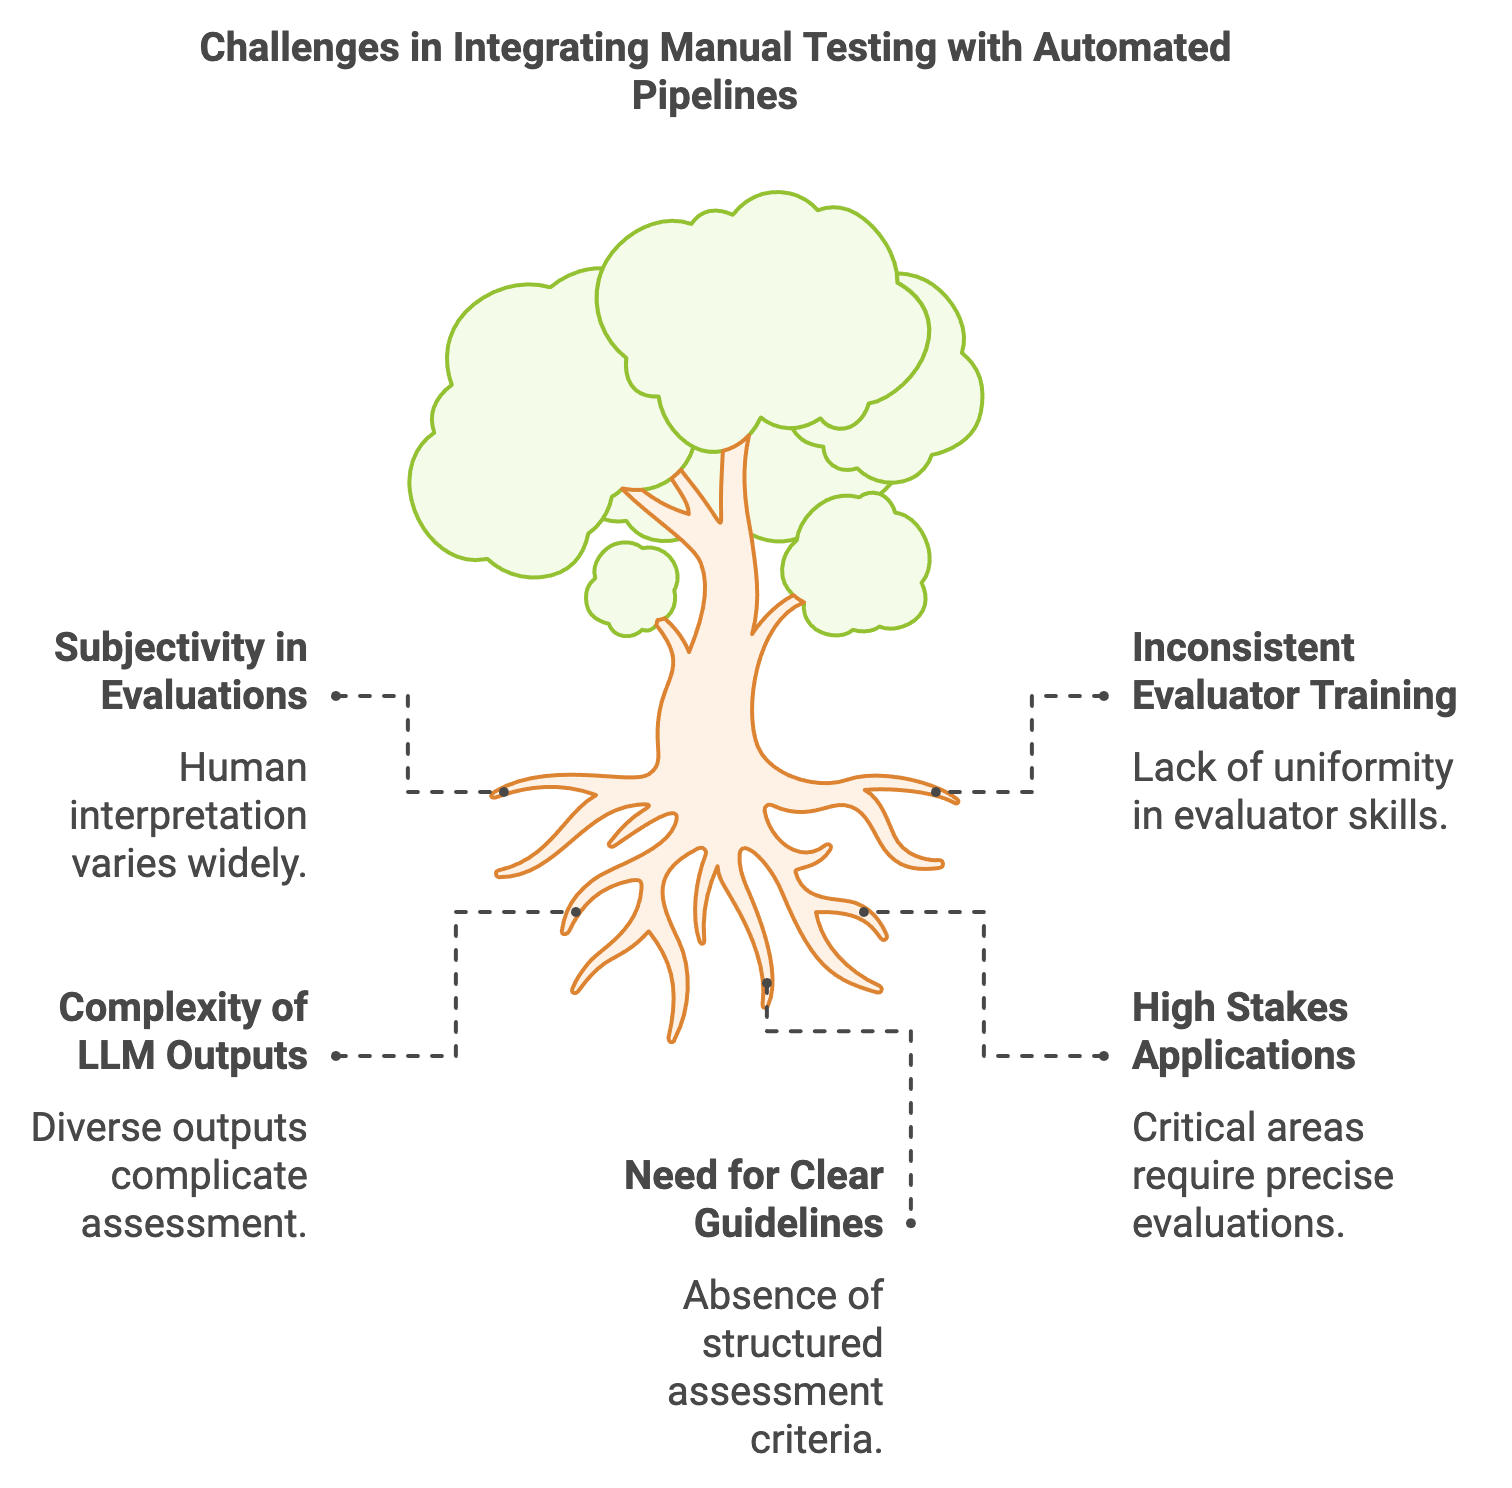 Challenges in Integrating Manual Testing with Automated
Pipelines
Subjectivity in
Evaluations
Human
interpretation
varies widely.
Inconsistent
Evaluator Training
Lack of uniformity
in evaluator skills.
Complexity of
LLM Outputs
Diverse outputs
complicate
assessment.
High Stakes
Applications
Critical areas
require precise
evaluations.
Need for Clear
Guidelines
Absence of
structured
assessment
criteria.